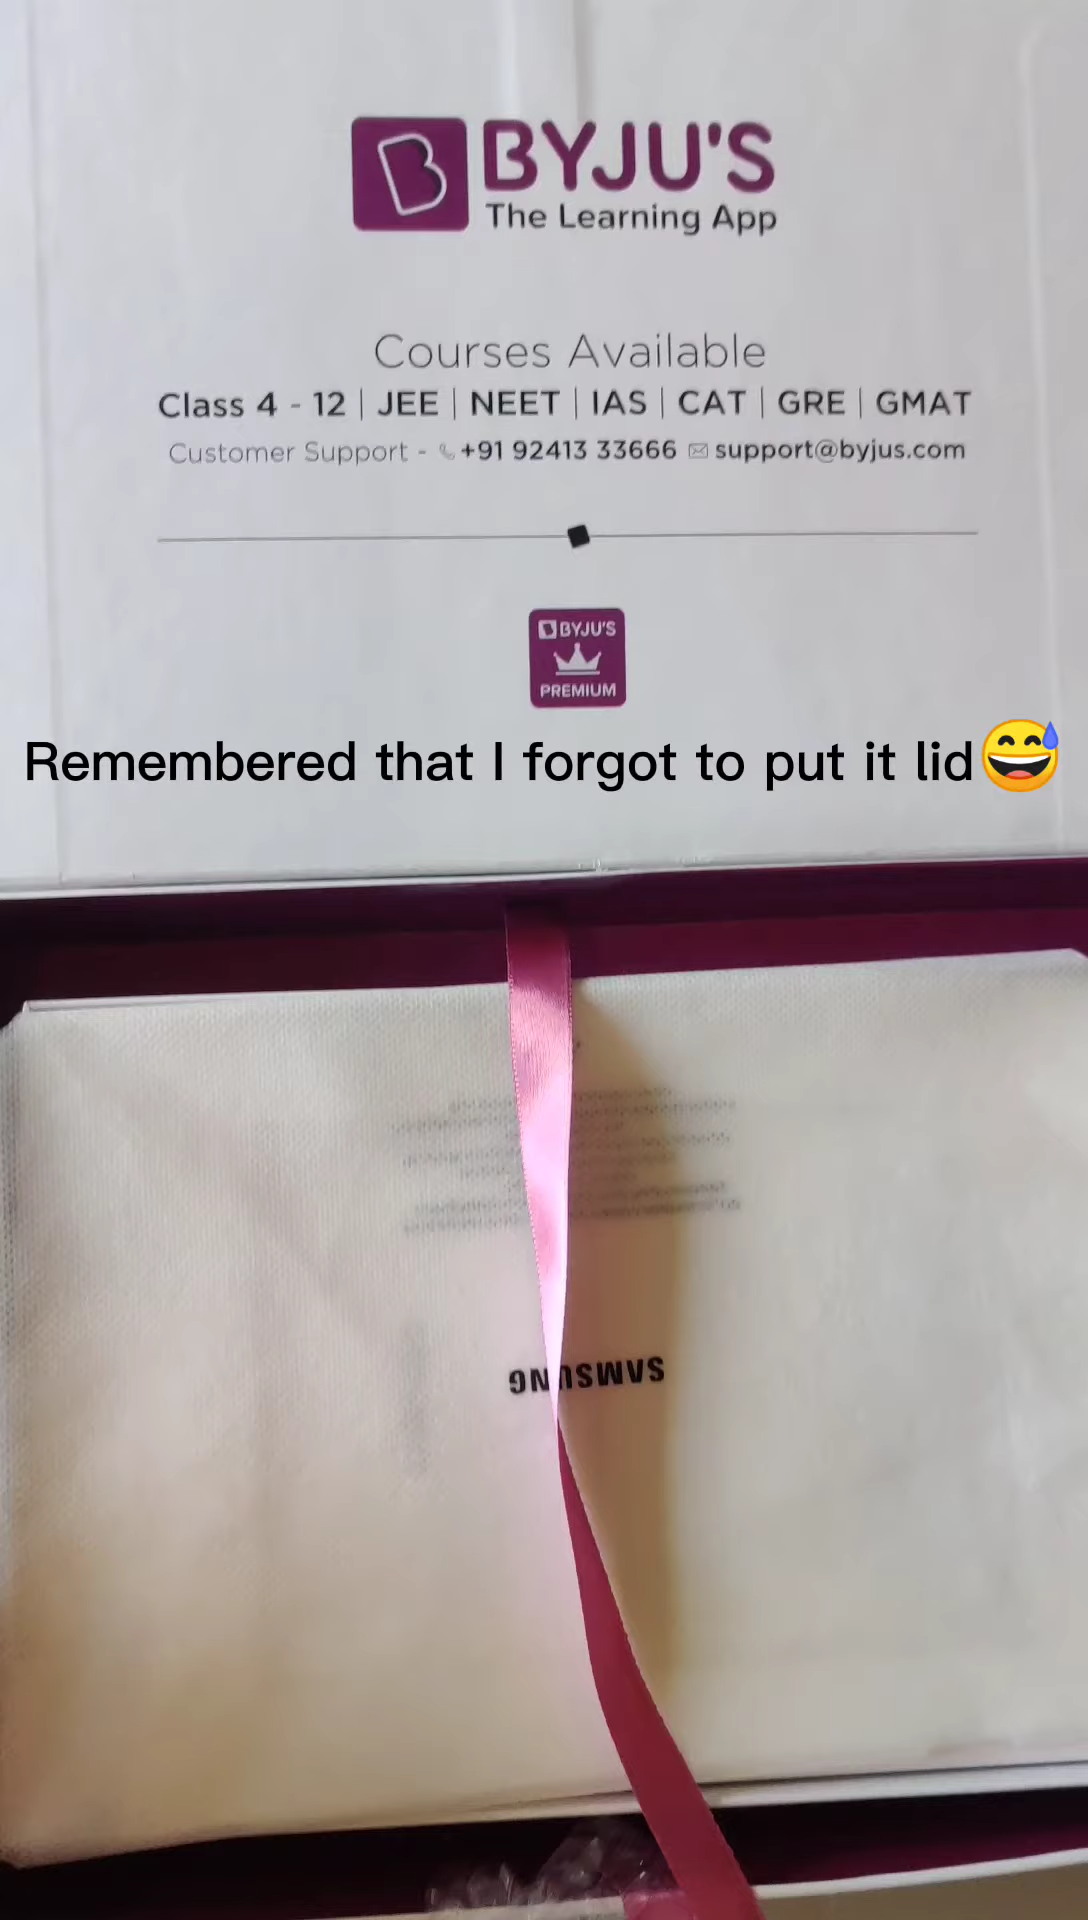 BYJU'S
The Learning App
Courses Available
Class 4 - 12 | JEE | NEET | IAS | CAT | GRE | GMAT
Customer Support - +91 92413 33666 support@byjus.com
BYJU'S
PREMIUM
Remembered that I forgot to put it lid😅
SAMSUNG